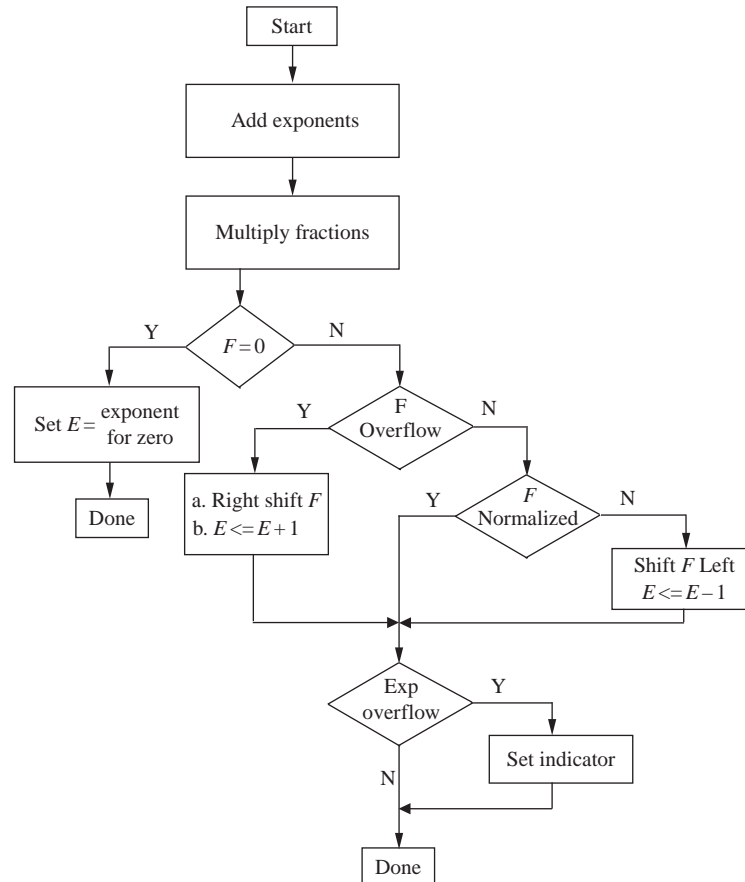 Start
Add exponents
Multiply fractions
Y
N
F = 0
Set E = exponent
for zero
Done
Y
F
Overflow
N
a. Right shift F
b. E <= E + 1
Y
F
Normalized
N
Shift F Left
E <= E – 1
Exp
overflow
Y
N
Set indicator
Done